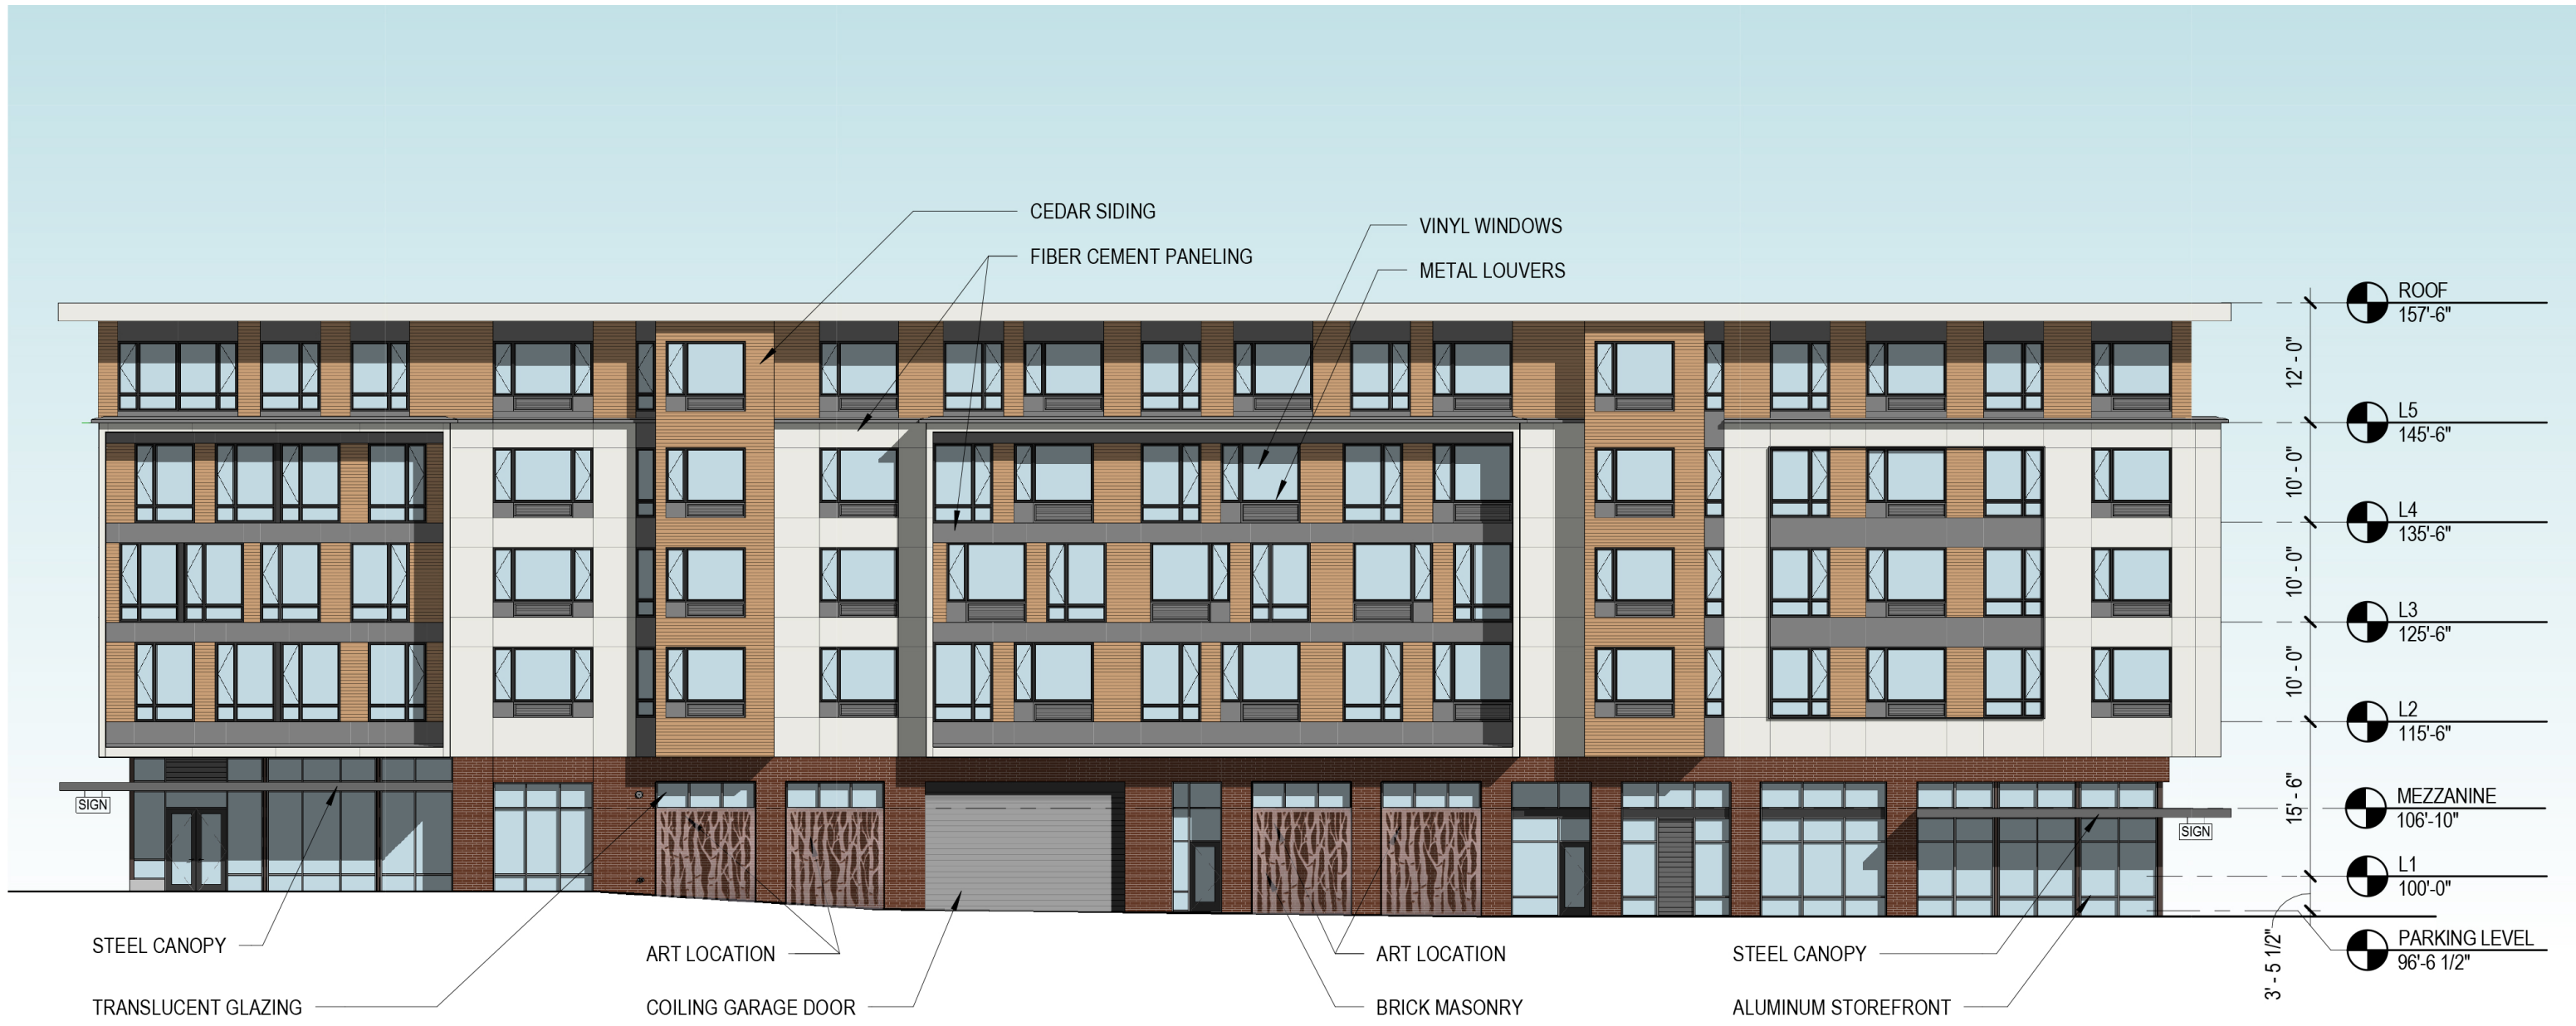 CEDAR SIDING
FIBER CEMENT PANELING
VINYL WINDOWS
METAL LOUVERS
ROOF
157'-6"
12' - 0"
L5
145'-6"
10' - 0"
L4
135'-6"
10' - 0"
L3
125'-6"
10' - 0"
L2
115'-6"
15' - 6"
MEZZANINE
106'-10"
L1
100'-0"
PARKING LEVEL
96'-6 1/2"
3' - 5 1/2"
SIGN
SIGN
STEEL CANOPY
ART LOCATION
ART LOCATION
STEEL CANOPY
TRANSLUCENT GLAZING
COILING GARAGE DOOR
BRICK MASONRY
ALUMINUM STOREFRONT